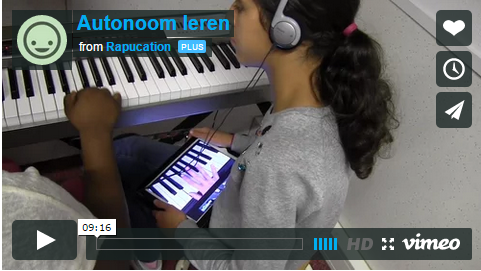 Autonoom leren
from Rapucation PLUS
09:16
HD
vimeo